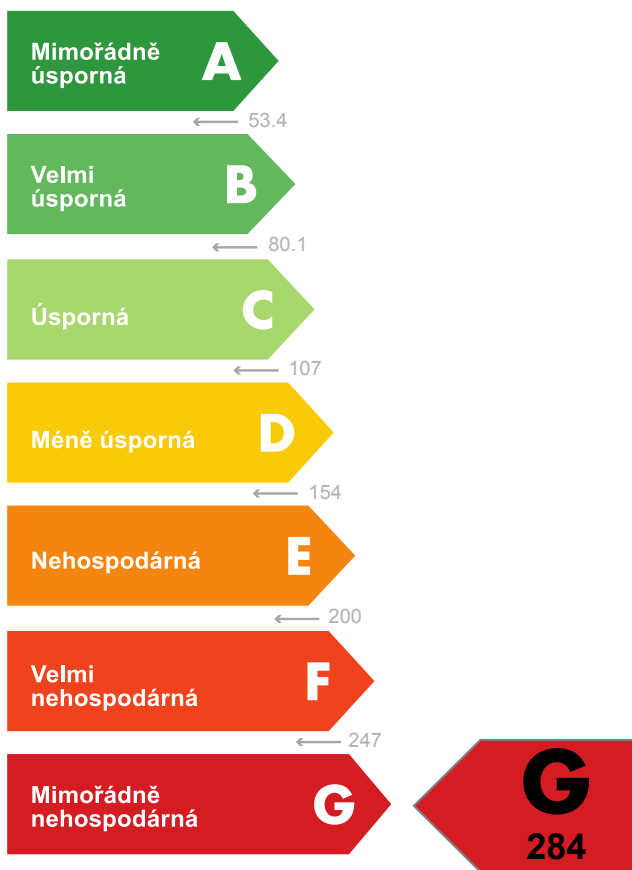 Mimořádně
úsporná
A
← 53.4
Velmi
úsporná
B
← 80.1
Úsporná
C
← 107
Méně úsporná
D
← 154
Nehospodárná
E
← 200
Velmi
nehospodárná
F
← 247
Mimořádně
nehospodárná
G
G
284